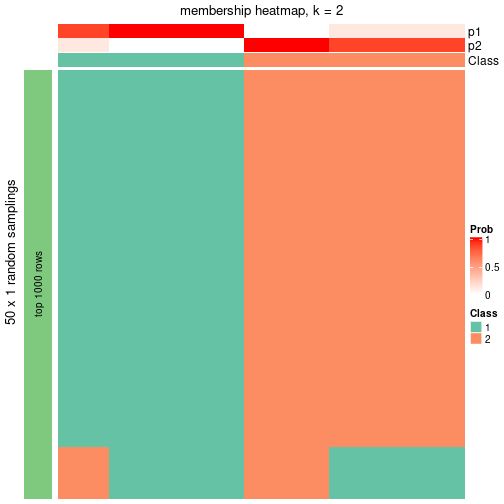 membership heatmap, k = 2
p1
p2
Class
50 x 1 random samplings
top 1000 rows
Prob
1
0.5
0
Class
1
2